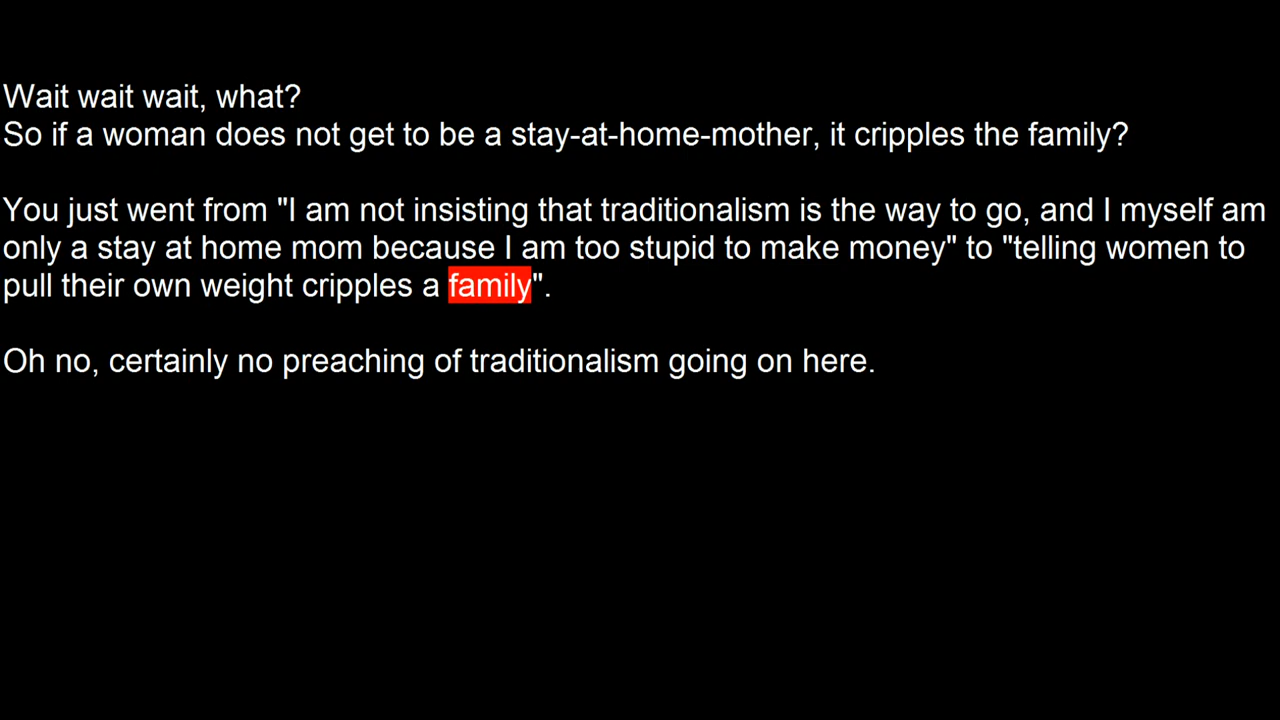 Wait wait wait, what?
So if a woman does not get to be a stay-at-home-mother, it cripples the family?
You just went from "I am not insisting that traditionalism is the way to go, and I myself am
only a stay at home mom because I am too stupid to make money" to "telling women to
pull their own weight cripples a family".
Oh no, certainly no preaching of traditionalism going on here.